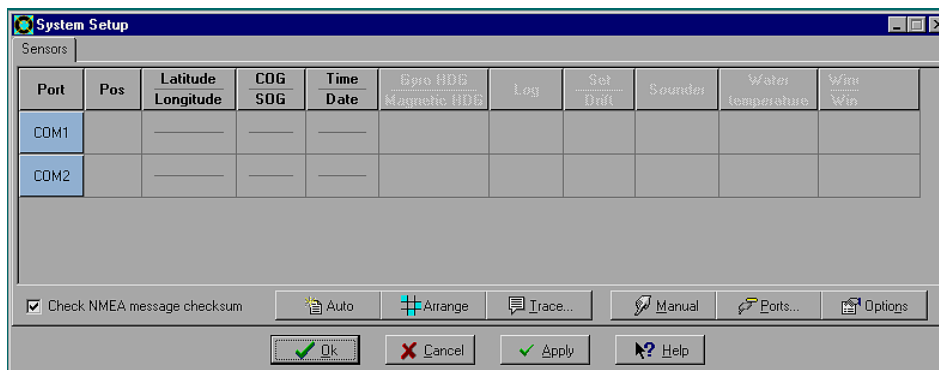 System Setup
Sensors
Port Pos Latitude COG Time Gyro HDG Log Set Sounder Water
Longitude SOG Date Magnetic HDG Drift temperature
COM1
COM2
Check NMEA message checksum Auto Arrange Trace... Manual Ports... Options
Ok Cancel Apply Help